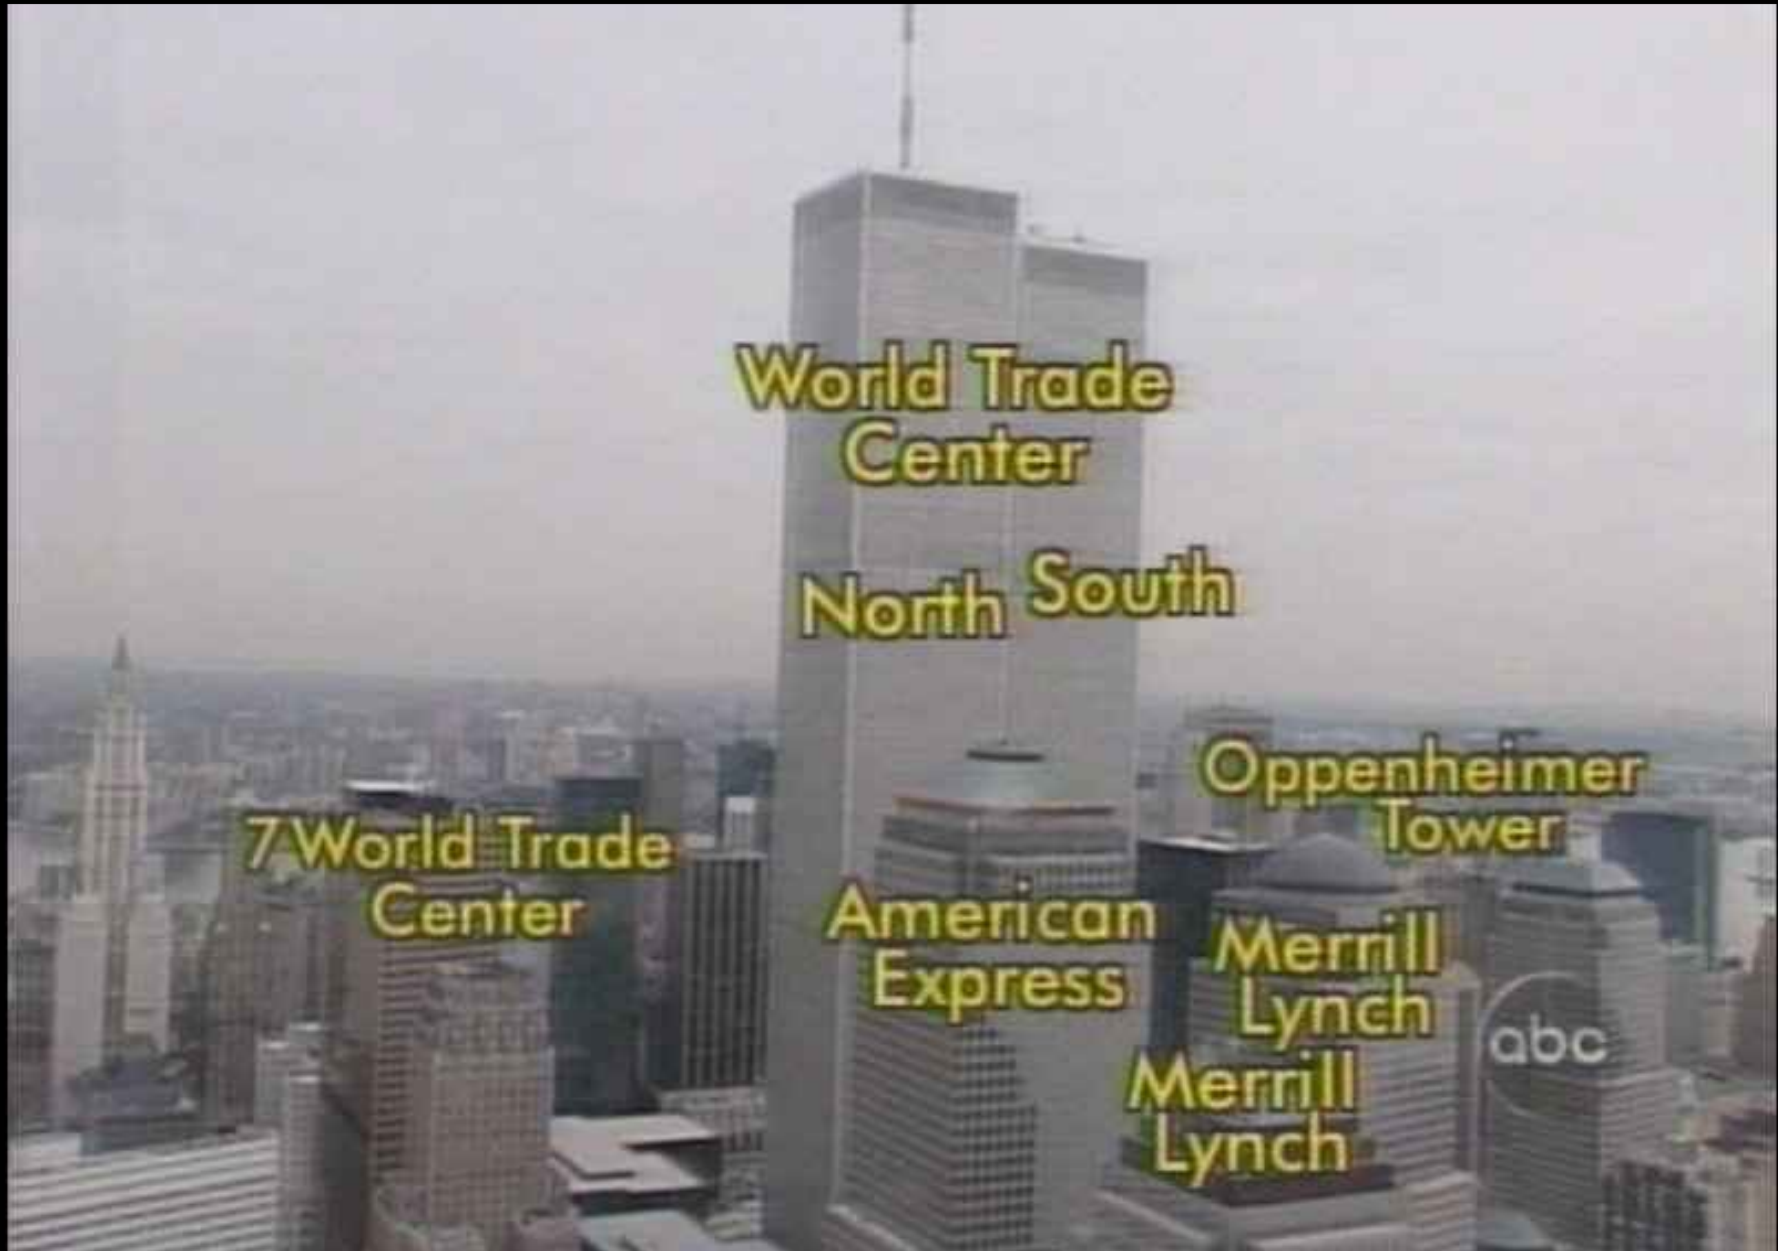 World Trade
Center
North South
Oppenheimer
Tower
7 World Trade
Center
American
Express
Merrill
Lynch
abc
Merrill
Lynch